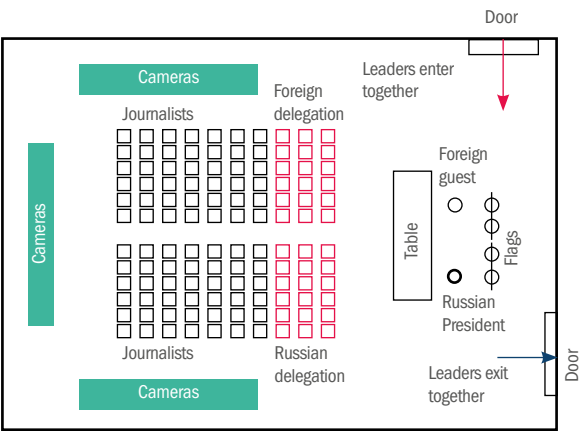 Door
Cameras
Leaders enter
together
Foreign
delegation
Journalists
Foreign
guest
Cameras
Table
Flags
Russian
President
Journalists
Russian
delegation
Door
Leaders exit
together
Cameras